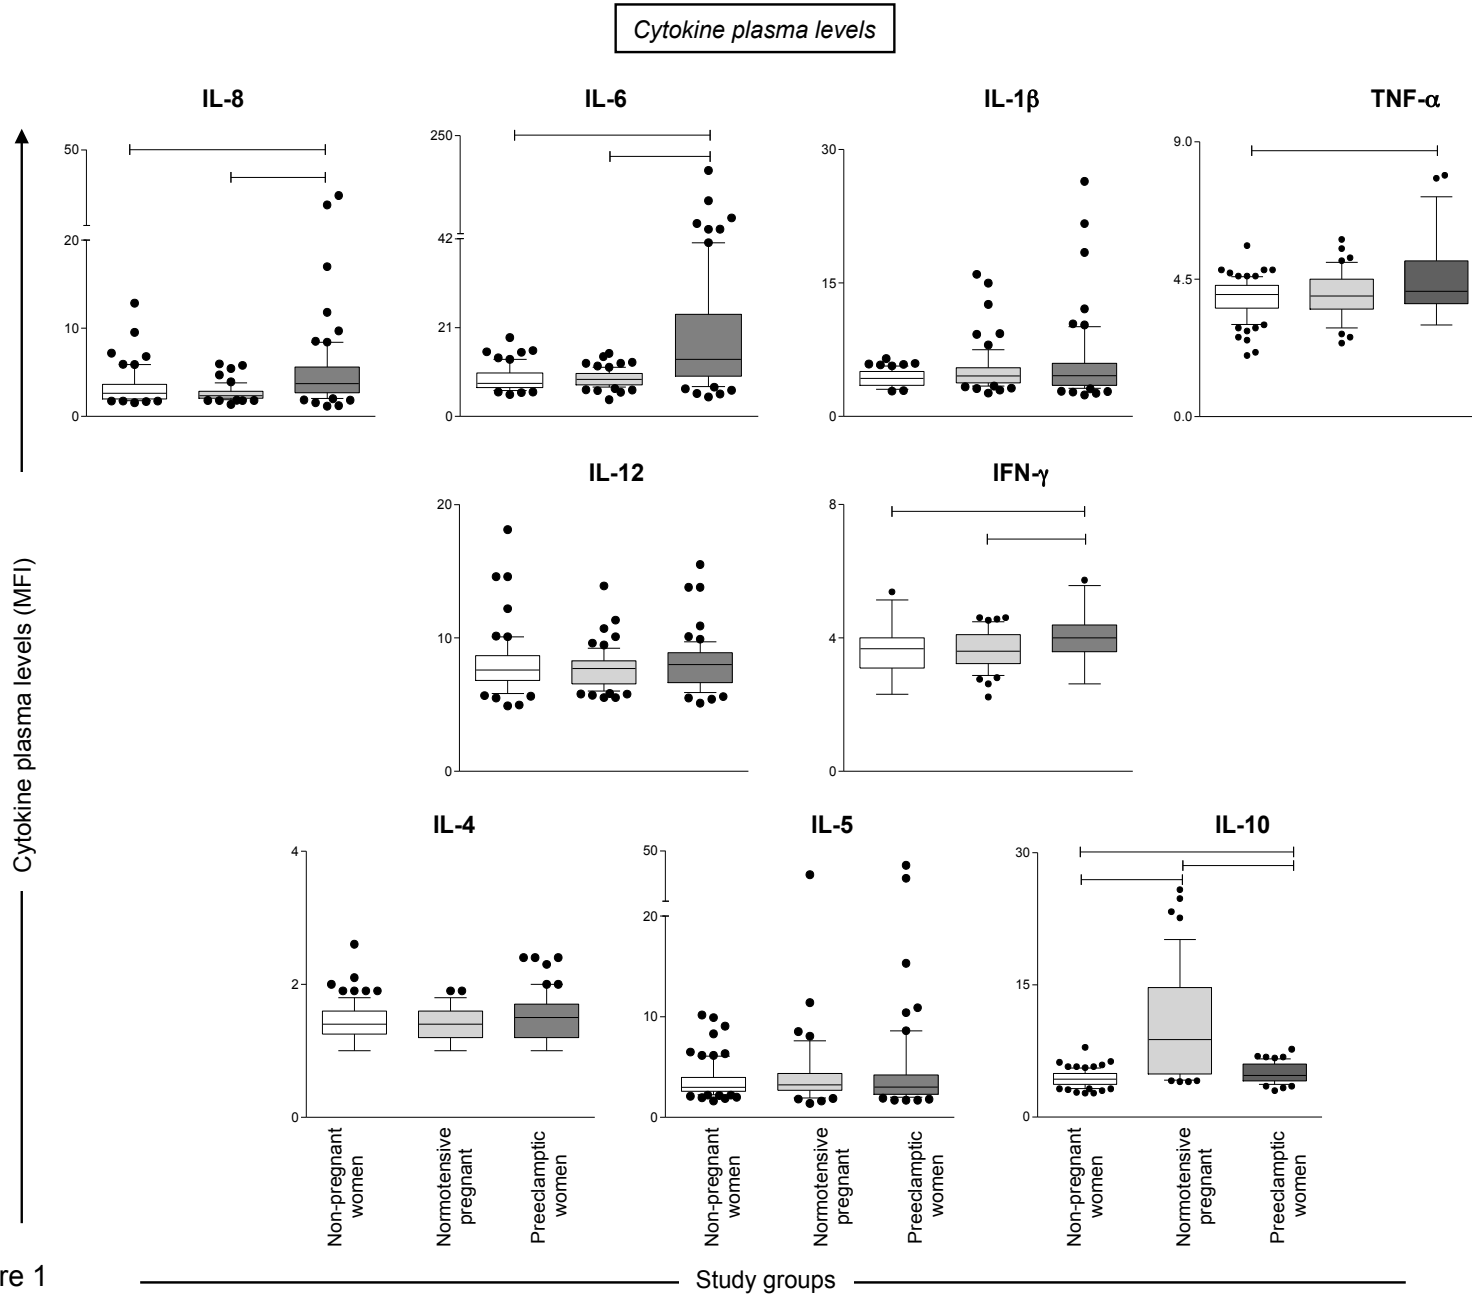 Cytokine plasma levels
IL-8
IL-6
IL-1β
TNF-α
50
20
10
0
250
42
21
0
30
15
0
9.0
4.5
0.0
IL-12
IFN-γ
20
10
0
8
4
0
Cytokine plasma levels (MFI)
IL-4
IL-5
IL-10
4
2
0
50
20
10
0
30
15
0
Non-pregnant
women
Normotensive
pregnant
Preeclamptic
women
Non-pregnant
women
Normotensive
pregnant
Preeclamptic
women
Non-pregnant
women
Normotensive
pregnant
Preeclamptic
women
re 1
Study groups